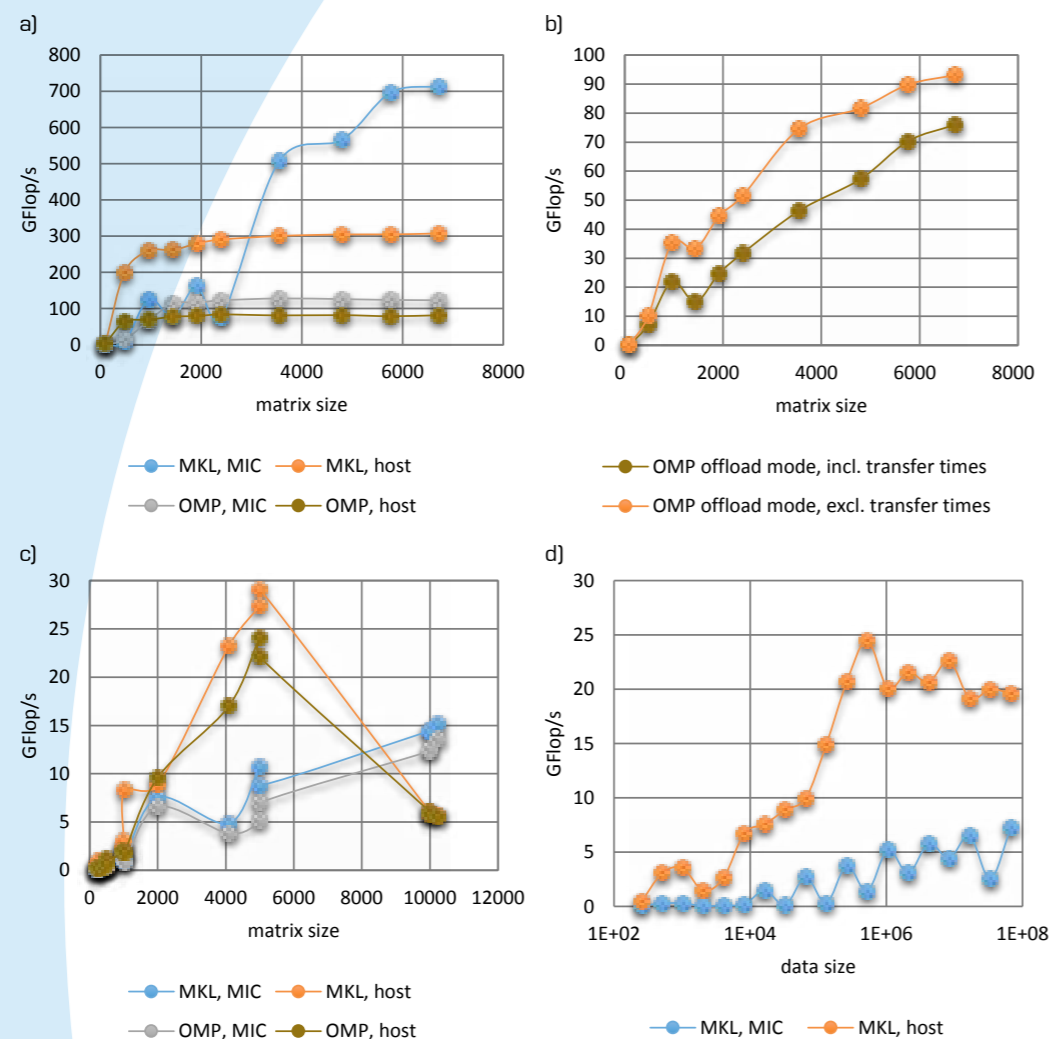 a)
800
700
600
500
400
300
200
100
0
GFlop/s
0 2000 4000 6000 8000
matrix size
MKL, MIC MKL, host
OMP, MIC OMP, host
b)
100
90
80
70
60
50
40
30
20
10
0
GFlop/s
0 2000 4000 6000 8000
matrix size
OMP offload mode, incl. transfer times
OMP offload mode, excl. transfer times
c)
30
25
20
15
10
5
0
GFlop/s
0 2000 4000 6000 8000 10000 12000
matrix size
MKL, MIC MKL, host
OMP, MIC OMP, host
d)
30
25
20
15
10
5
0
GFlop/s
1E+02 1E+04 1E+06 1E+08
data size
MKL, MIC MKL, host